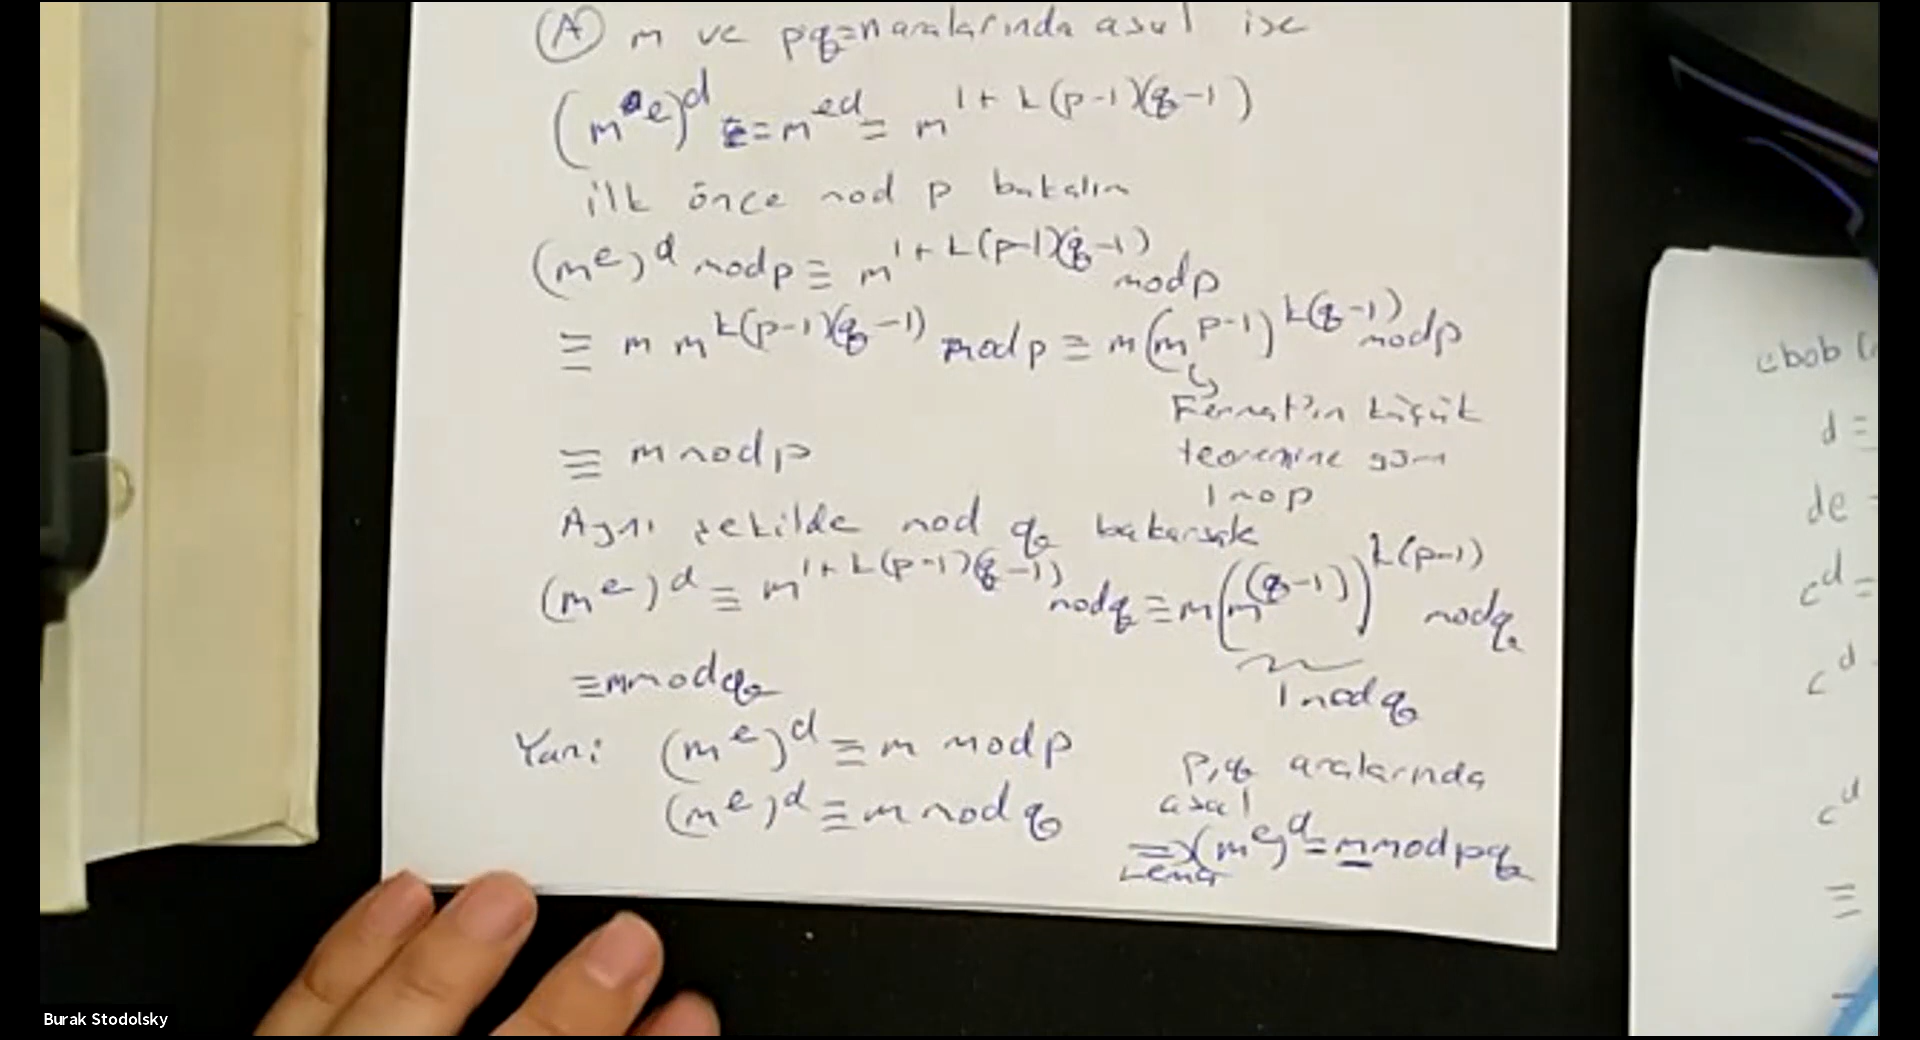 (A) m ve pq=n aralarında asal ise
(m^e)^d = m^ed = m^1+k(p-1)(q-1)
ilk önce mod p bakalım
(m^e)^d mod p ≡ m^1+k(p-1)(q-1) mod p
≡ m m^k(p-1)(q-1) mod p ≡ m(m^p-1)^k(q-1) mod p
Fermat'ın küçük
teoremine göre
≡ m mod p
1 mo p
Aynı şekilde mod q bakarsak
(m^e)^d ≡ m^1+k(p-1)(q-1) mod q ≡ m(m^(q-1))^k(p-1) mod q
≡ m mod q
1 mod q
Yani (m^e)^d ≡ m mod p
(m^e)^d ≡ m mod q
p,q aralarında
asal
⇒ (m^e)^d = m mod pq
Lema
ebob (
d =
de
c^d =
c^d
c^d
≡
Burak Stodolsky